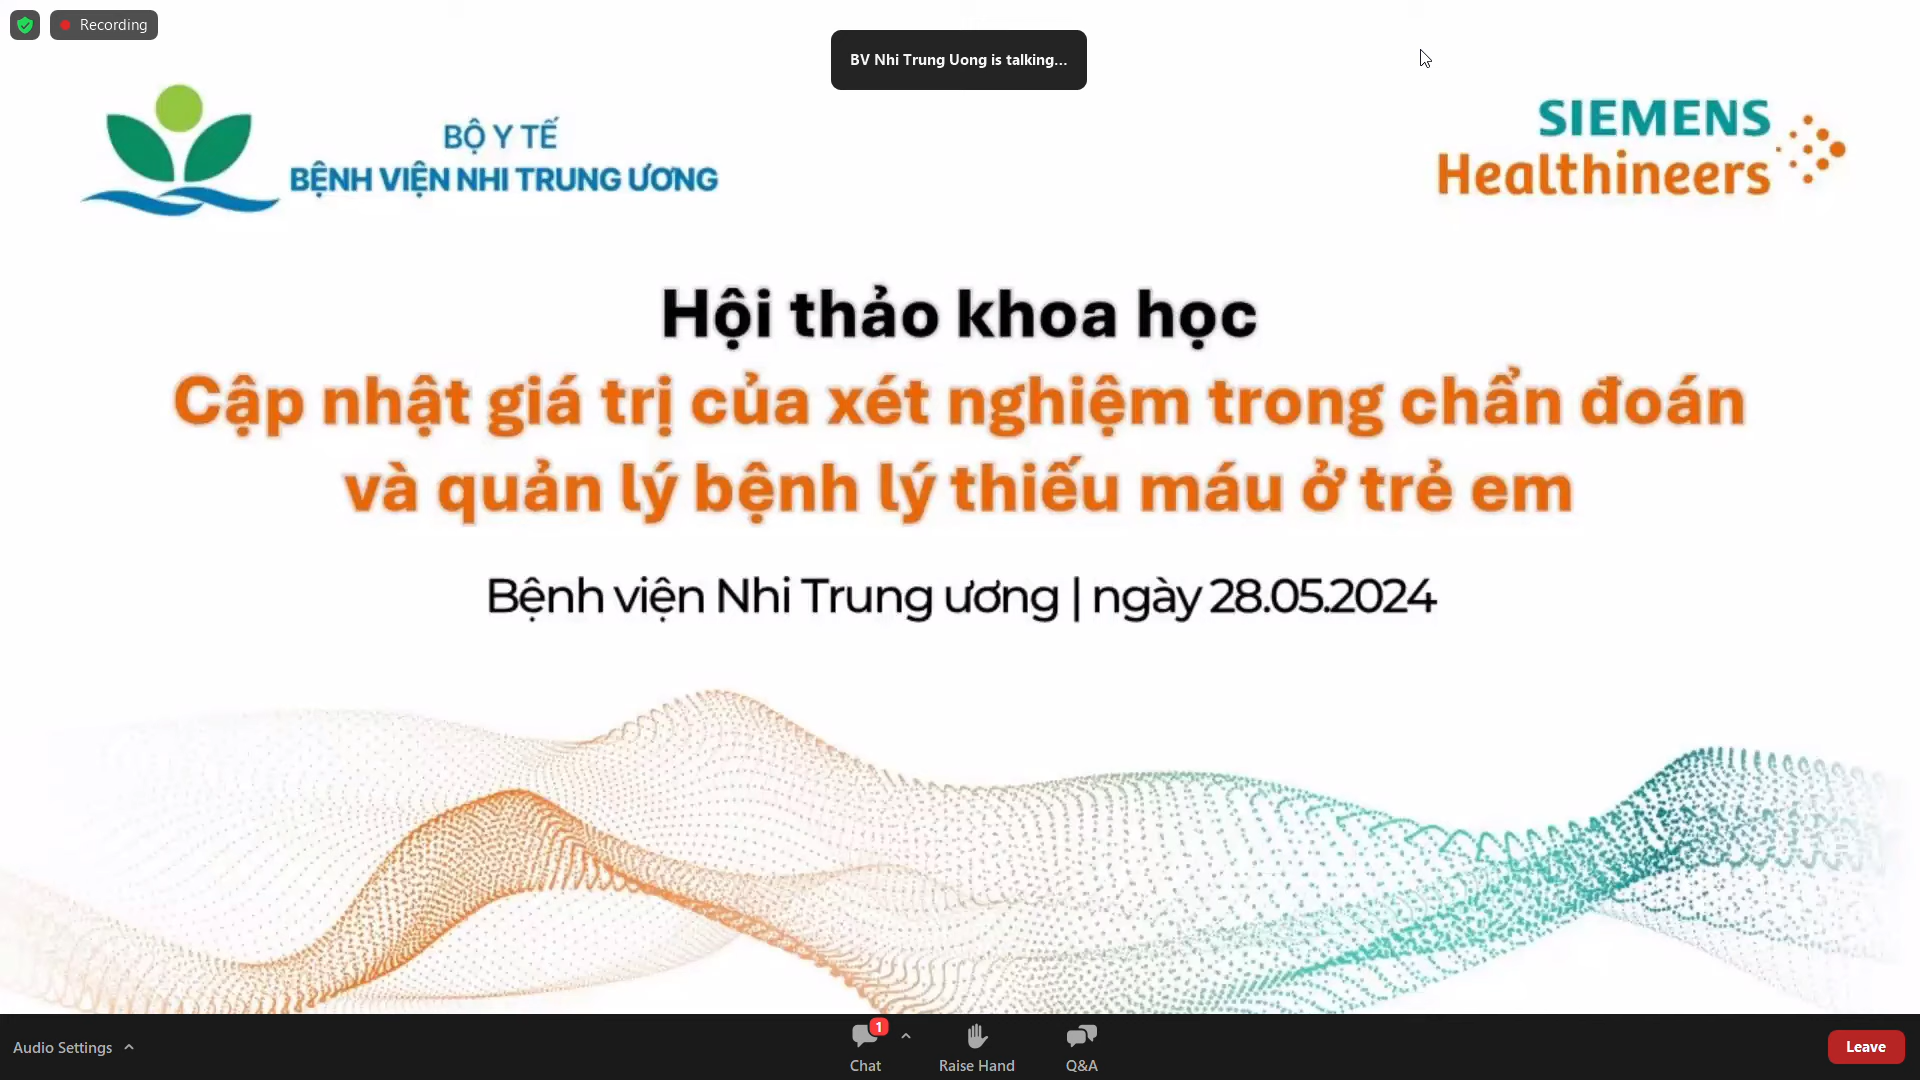 Recording
BV Nhi Trung Uong is talking...
BỘ Y TẾ
BỆNH VIỆN NHI TRUNG ƯƠNG
SIEMENS
Healthineers
Hội thảo khoa học
Cập nhật giá trị của xét nghiệm trong chẩn đoán
và quản lý bệnh lý thiếu máu ở trẻ em
Bệnh viện Nhi Trung ương | ngày 28.05.2024
Audio Settings
1
Chat
Raise Hand
Q&A
Leave